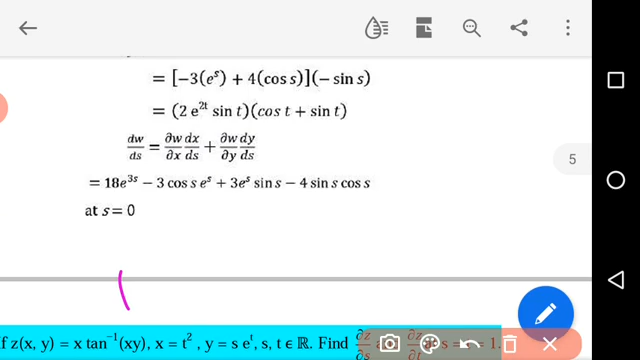 = [−3(e^s) + 4(cos s)](− sin s)
= (2 e^{2t} sin t)(cos t + sin t)
dw/ds = ∂w/∂x dx/ds + ∂w/∂y dy/ds
5
= 18e^{3s} − 3 cos s e^s + 3e^s sin s − 4 sin s cos s
at s = 0
f z(x, y) = x tan^{−1}(xy), x = t^2, y = s e^t, s, t ∈ ℝ. Find ∂z/∂s ∂z/∂t s = = 1.